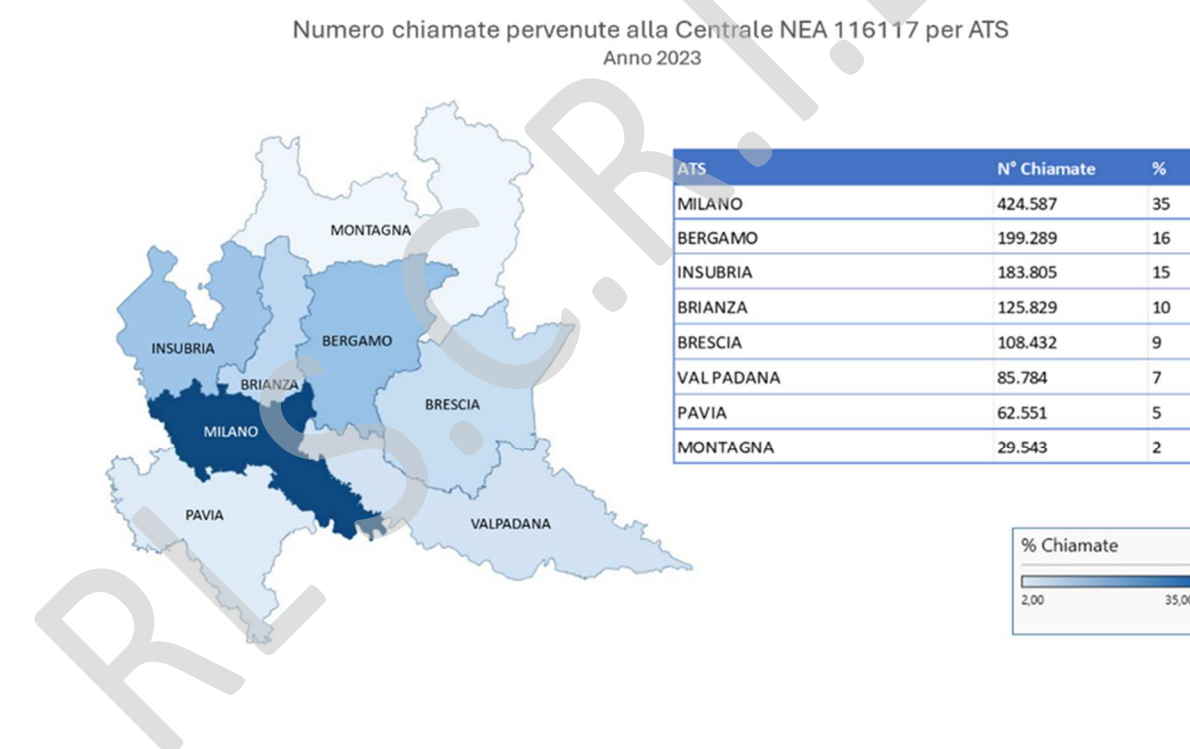 Numero chiamate pervenute alla Centrale NEA 116117 per ATS
Anno 2023
ATS N° Chiamate %
MILANO 424.587 35
BERGAMO 199.289 16
INSUBRIA 183.805 15
BRIANZA 125.829 10
BRESCIA 108.432 9
VAL PADANA 85.784 7
PAVIA 62.551 5
MONTAGNA 29.543 2
MONTAGNA
INSUBRIA
BERGAMO
BRIANZA
BRESCIA
MILANO
PAVIA
VALPADANA
% Chiamate
2,00 35,00